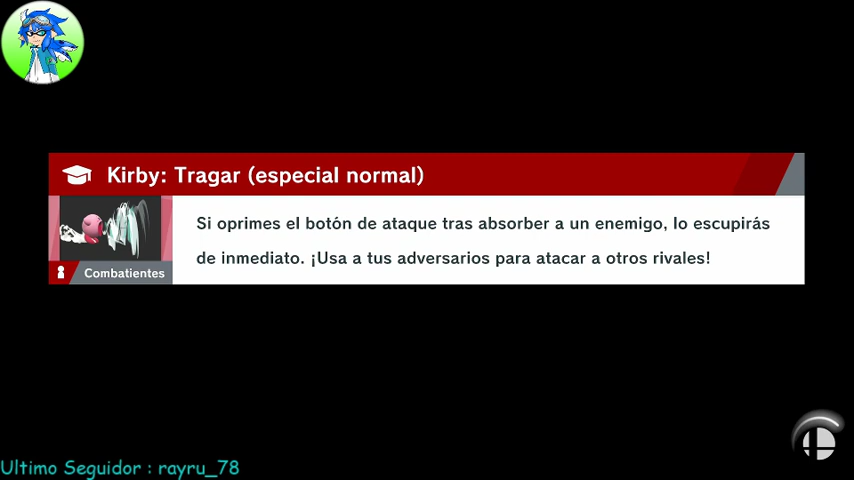 Kirby: Tragar (especial normal)
Si oprimes el botón de ataque tras absorber a un enemigo, lo escupirás
de inmediato. ¡Usa a tus adversarios para atacar a otros rivales!
Combatientes
Ultimo Seguidor : rayru_78